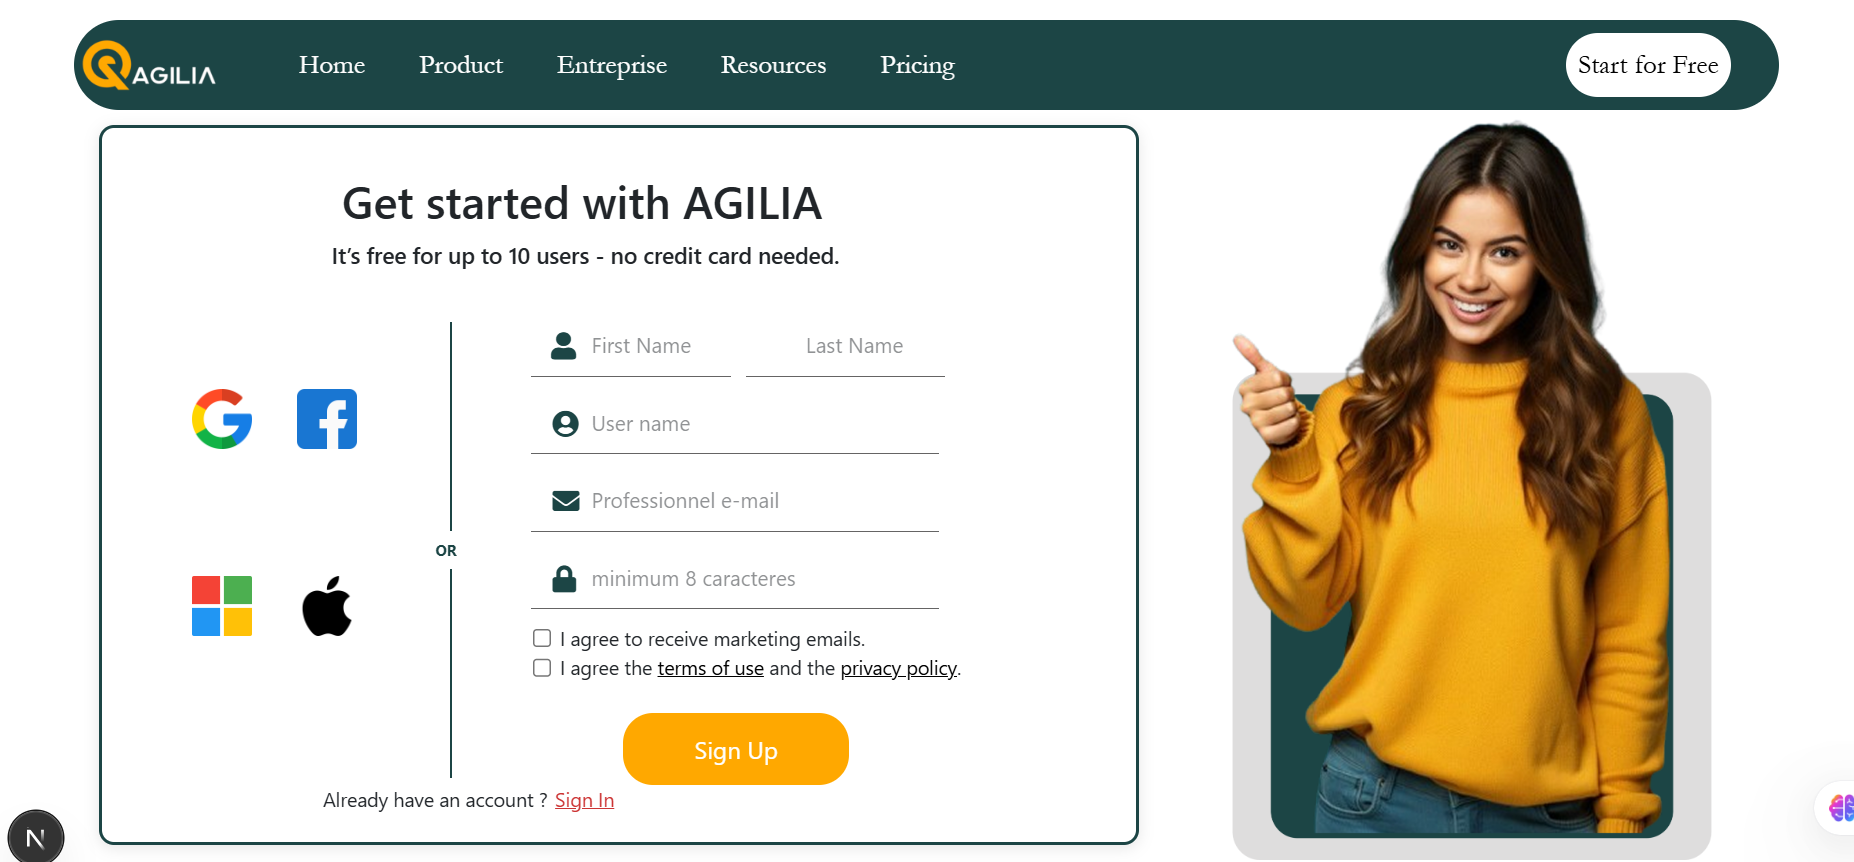 AGILIA
Home
Product
Entreprise
Resources
Pricing
Start for Free
Get started with AGILIA
It's free for up to 10 users - no credit card needed.
First Name
Last Name
User name
Professionnel e-mail
OR
minimum 8 caracteres
I agree to receive marketing emails.
I agree the terms of use and the privacy policy.
Sign Up
Already have an account ? Sign In
N